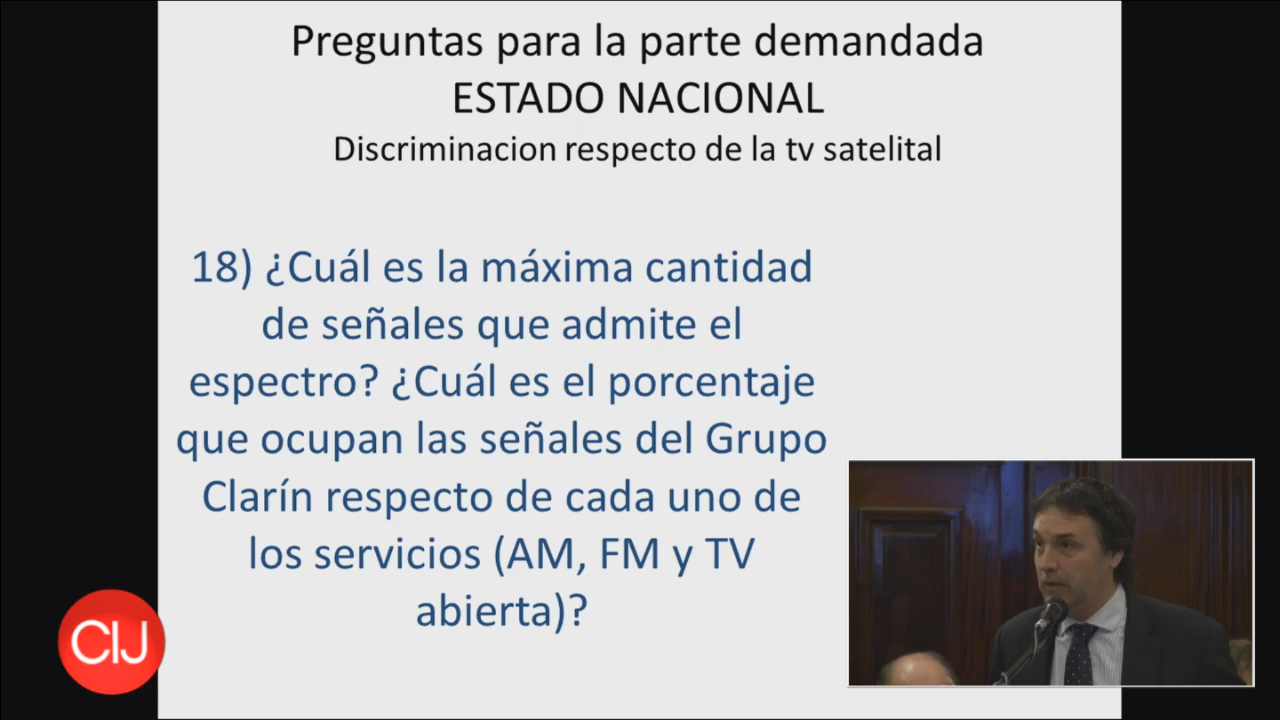 Preguntas para la parte demandada
ESTADO NACIONAL
Discriminacion respecto de la tv satelital
18) ¿Cuál es la máxima cantidad
de señales que admite el
espectro? ¿Cuál es el porcentaje
que ocupan las señales del Grupo
Clarín respecto de cada uno de
los servicios (AM, FM y TV
abierta)?
CIJ